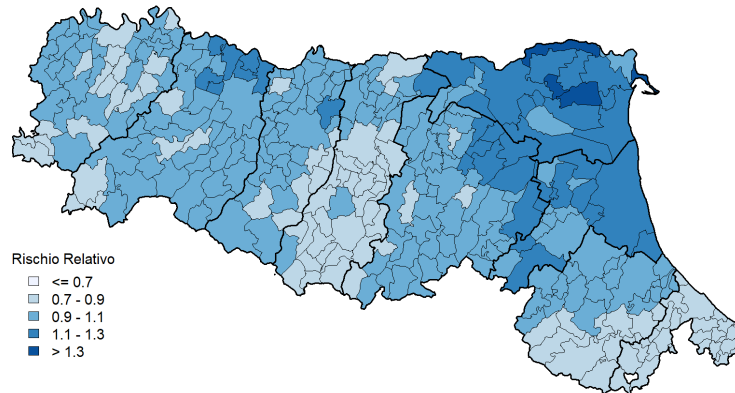 Rischio Relativo
<= 0.7
0.7 - 0.9
0.9 - 1.1
1.1 - 1.3
> 1.3